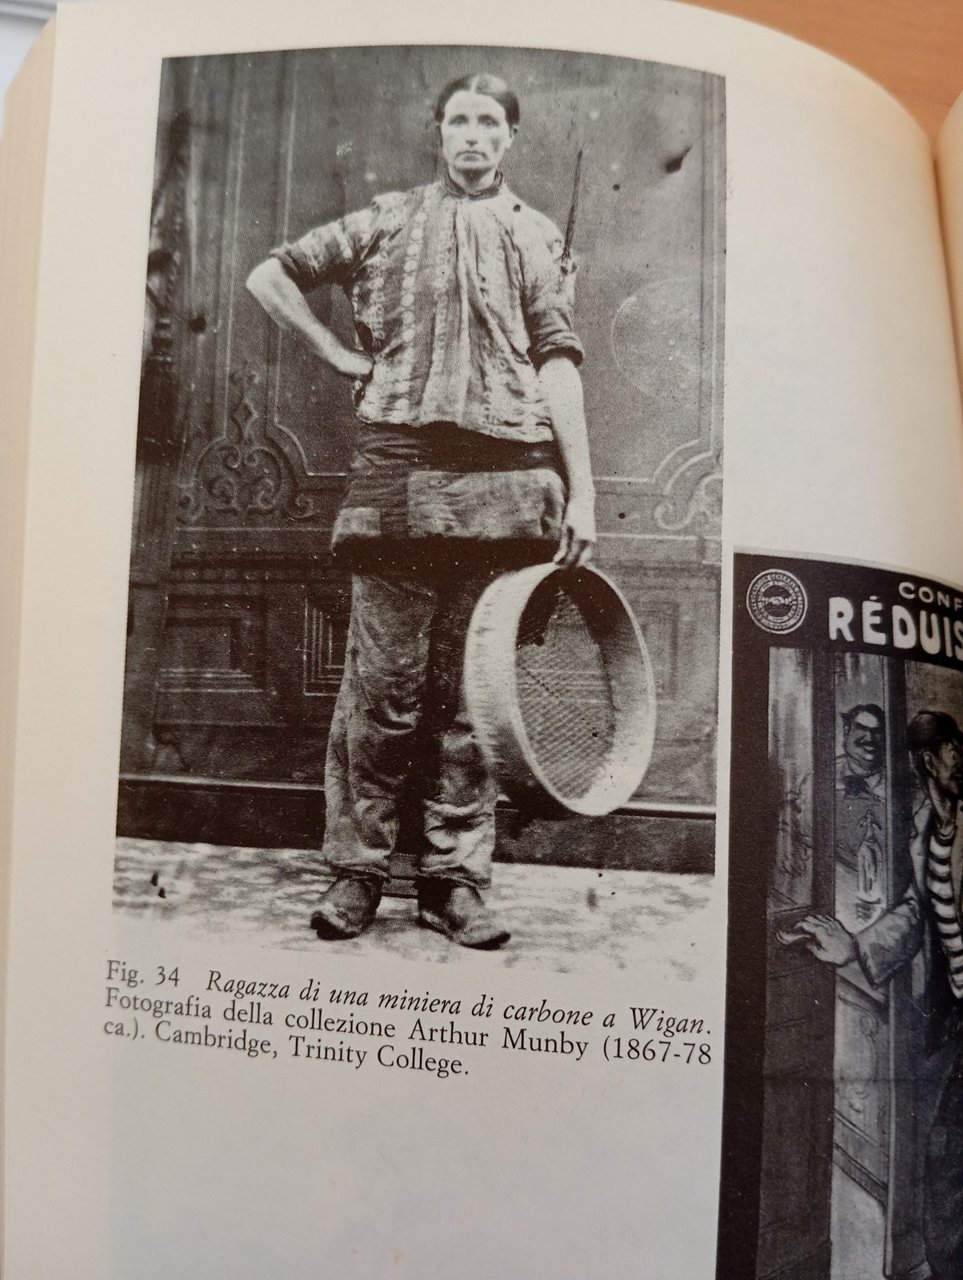 Fig. 34 Ragazza di una miniera di carbone a Wigan.
Fotografia della collezione Arthur Munby (1867-78
ca.). Cambridge, Trinity College.
CONF
RÉDUIS